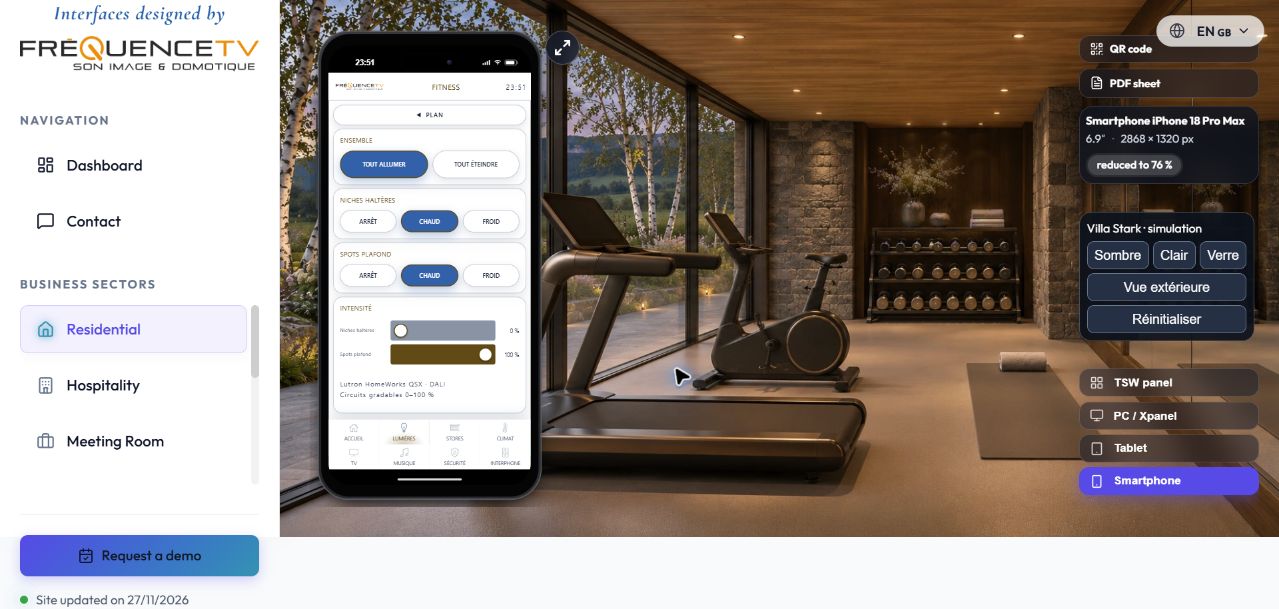 Interfaces designed by
FRÉQUENCETV
SON IMAGE & DOMOTIQUE
NAVIGATION
Dashboard
Contact
BUSINESS SECTORS
Residential
Hospitality
Meeting Room
Request a demo
Site updated on 27/11/2026
23:51
FRÉQUENCETV
FITNESS
23:51
◄ PLAN
ENSEMBLE
TOUT ALLUMER
TOUT ÉTEINDRE
NICHES HALTÈRES
ARRÊT
CHAUD
FROID
SPOTS PLAFOND
ARRÊT
CHAUD
FROID
INTENSITÉ
Niches haltères
0 %
Spots plafond
100 %
Lutron HomeWorks QSX · DALI
Circuits gradables 0–100 %
ACCUEIL
LUMIÈRES
STORES
CLIMAT
TV
MUSIQUE
SÉCURITÉ
INTERPHONE
EN GB
QR code
PDF sheet
Smartphone iPhone 18 Pro Max
6.9" · 2868 × 1320 px
reduced to 76 %
Villa Stark · simulation
Sombre
Clair
Verre
Vue extérieure
Réinitialiser
TSW panel
PC / Xpanel
Tablet
Smartphone